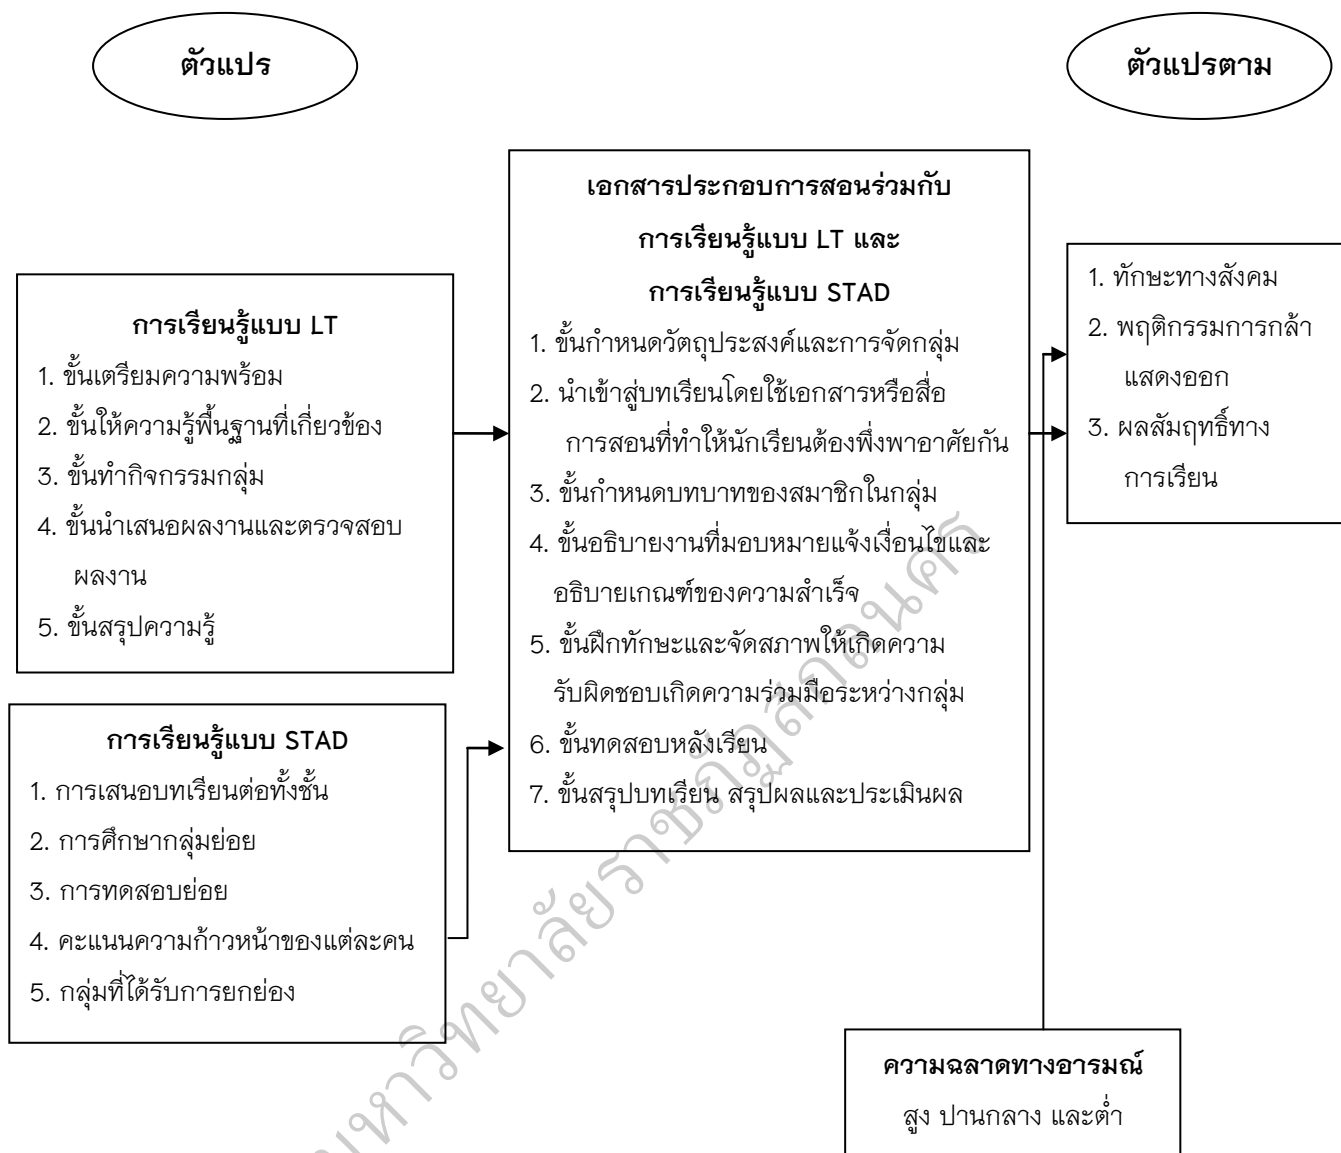 ตัวแปร
ตัวแปรตาม
การเรียนรู้แบบ LT
1. ขั้นเตรียมความพร้อม
2. ขั้นให้ความรู้พื้นฐานที่เกี่ยวข้อง
3. ขั้นทำกิจกรรมกลุ่ม
4. ขั้นนำเสนอผลงานและตรวจสอบ
ผลงาน
5. ขั้นสรุปความรู้
การเรียนรู้แบบ STAD
1. การเสนอบทเรียนต่อทั้งชั้น
2. การศึกษากลุ่มย่อย
3. การทดสอบย่อย
4. คะแนนความก้าวหน้าของแต่ละคน
5. กลุ่มที่ได้รับการยกย่อง
เอกสารประกอบการสอนร่วมกับ
การเรียนรู้แบบ LT และ
การเรียนรู้แบบ STAD
1. ขั้นกำหนดวัตถุประสงค์และการจัดกลุ่ม
2. นำเข้าสู่บทเรียนโดยใช้เอกสารหรือสื่อ
การสอนที่ทำให้นักเรียนต้องพึ่งพาอาศัยกัน
3. ขั้นกำหนดบทบาทของสมาชิกในกลุ่ม
4. ขั้นอธิบายงานที่มอบหมายแจ้งเงื่อนไขและ
อธิบายเกณฑ์ของความสำเร็จ
5. ขั้นฝึกทักษะและจัดสภาพให้เกิดความ
รับผิดชอบเกิดความร่วมมือระหว่างกลุ่ม
6. ขั้นทดสอบหลังเรียน
7. ขั้นสรุปบทเรียน สรุปผลและประเมินผล
1. ทักษะทางสังคม
2. พฤติกรรมการกล้า
แสดงออก
3. ผลสัมฤทธิ์ทาง
การเรียน
ความฉลาดทางอารมณ์
สูง ปานกลาง และต่ำ
มหาวิทยาลัยราชภัฏสกลนคร